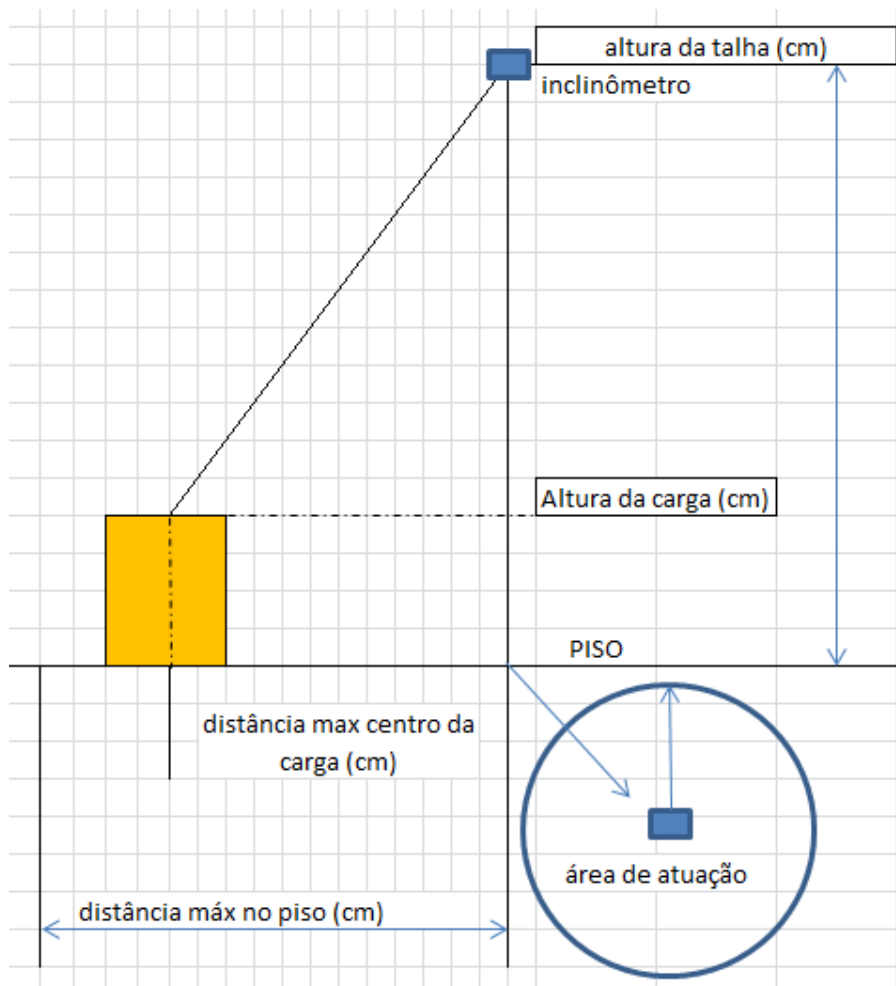 altura da talha (cm)
inclinômetro
Altura da carga (cm)
PISO
distância max centro da
carga (cm)
área de atuação
distância máx no piso (cm)